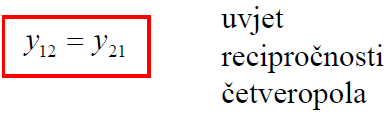 y₁₂ = y₂₁
uvjet
recipročnosti
četveropola